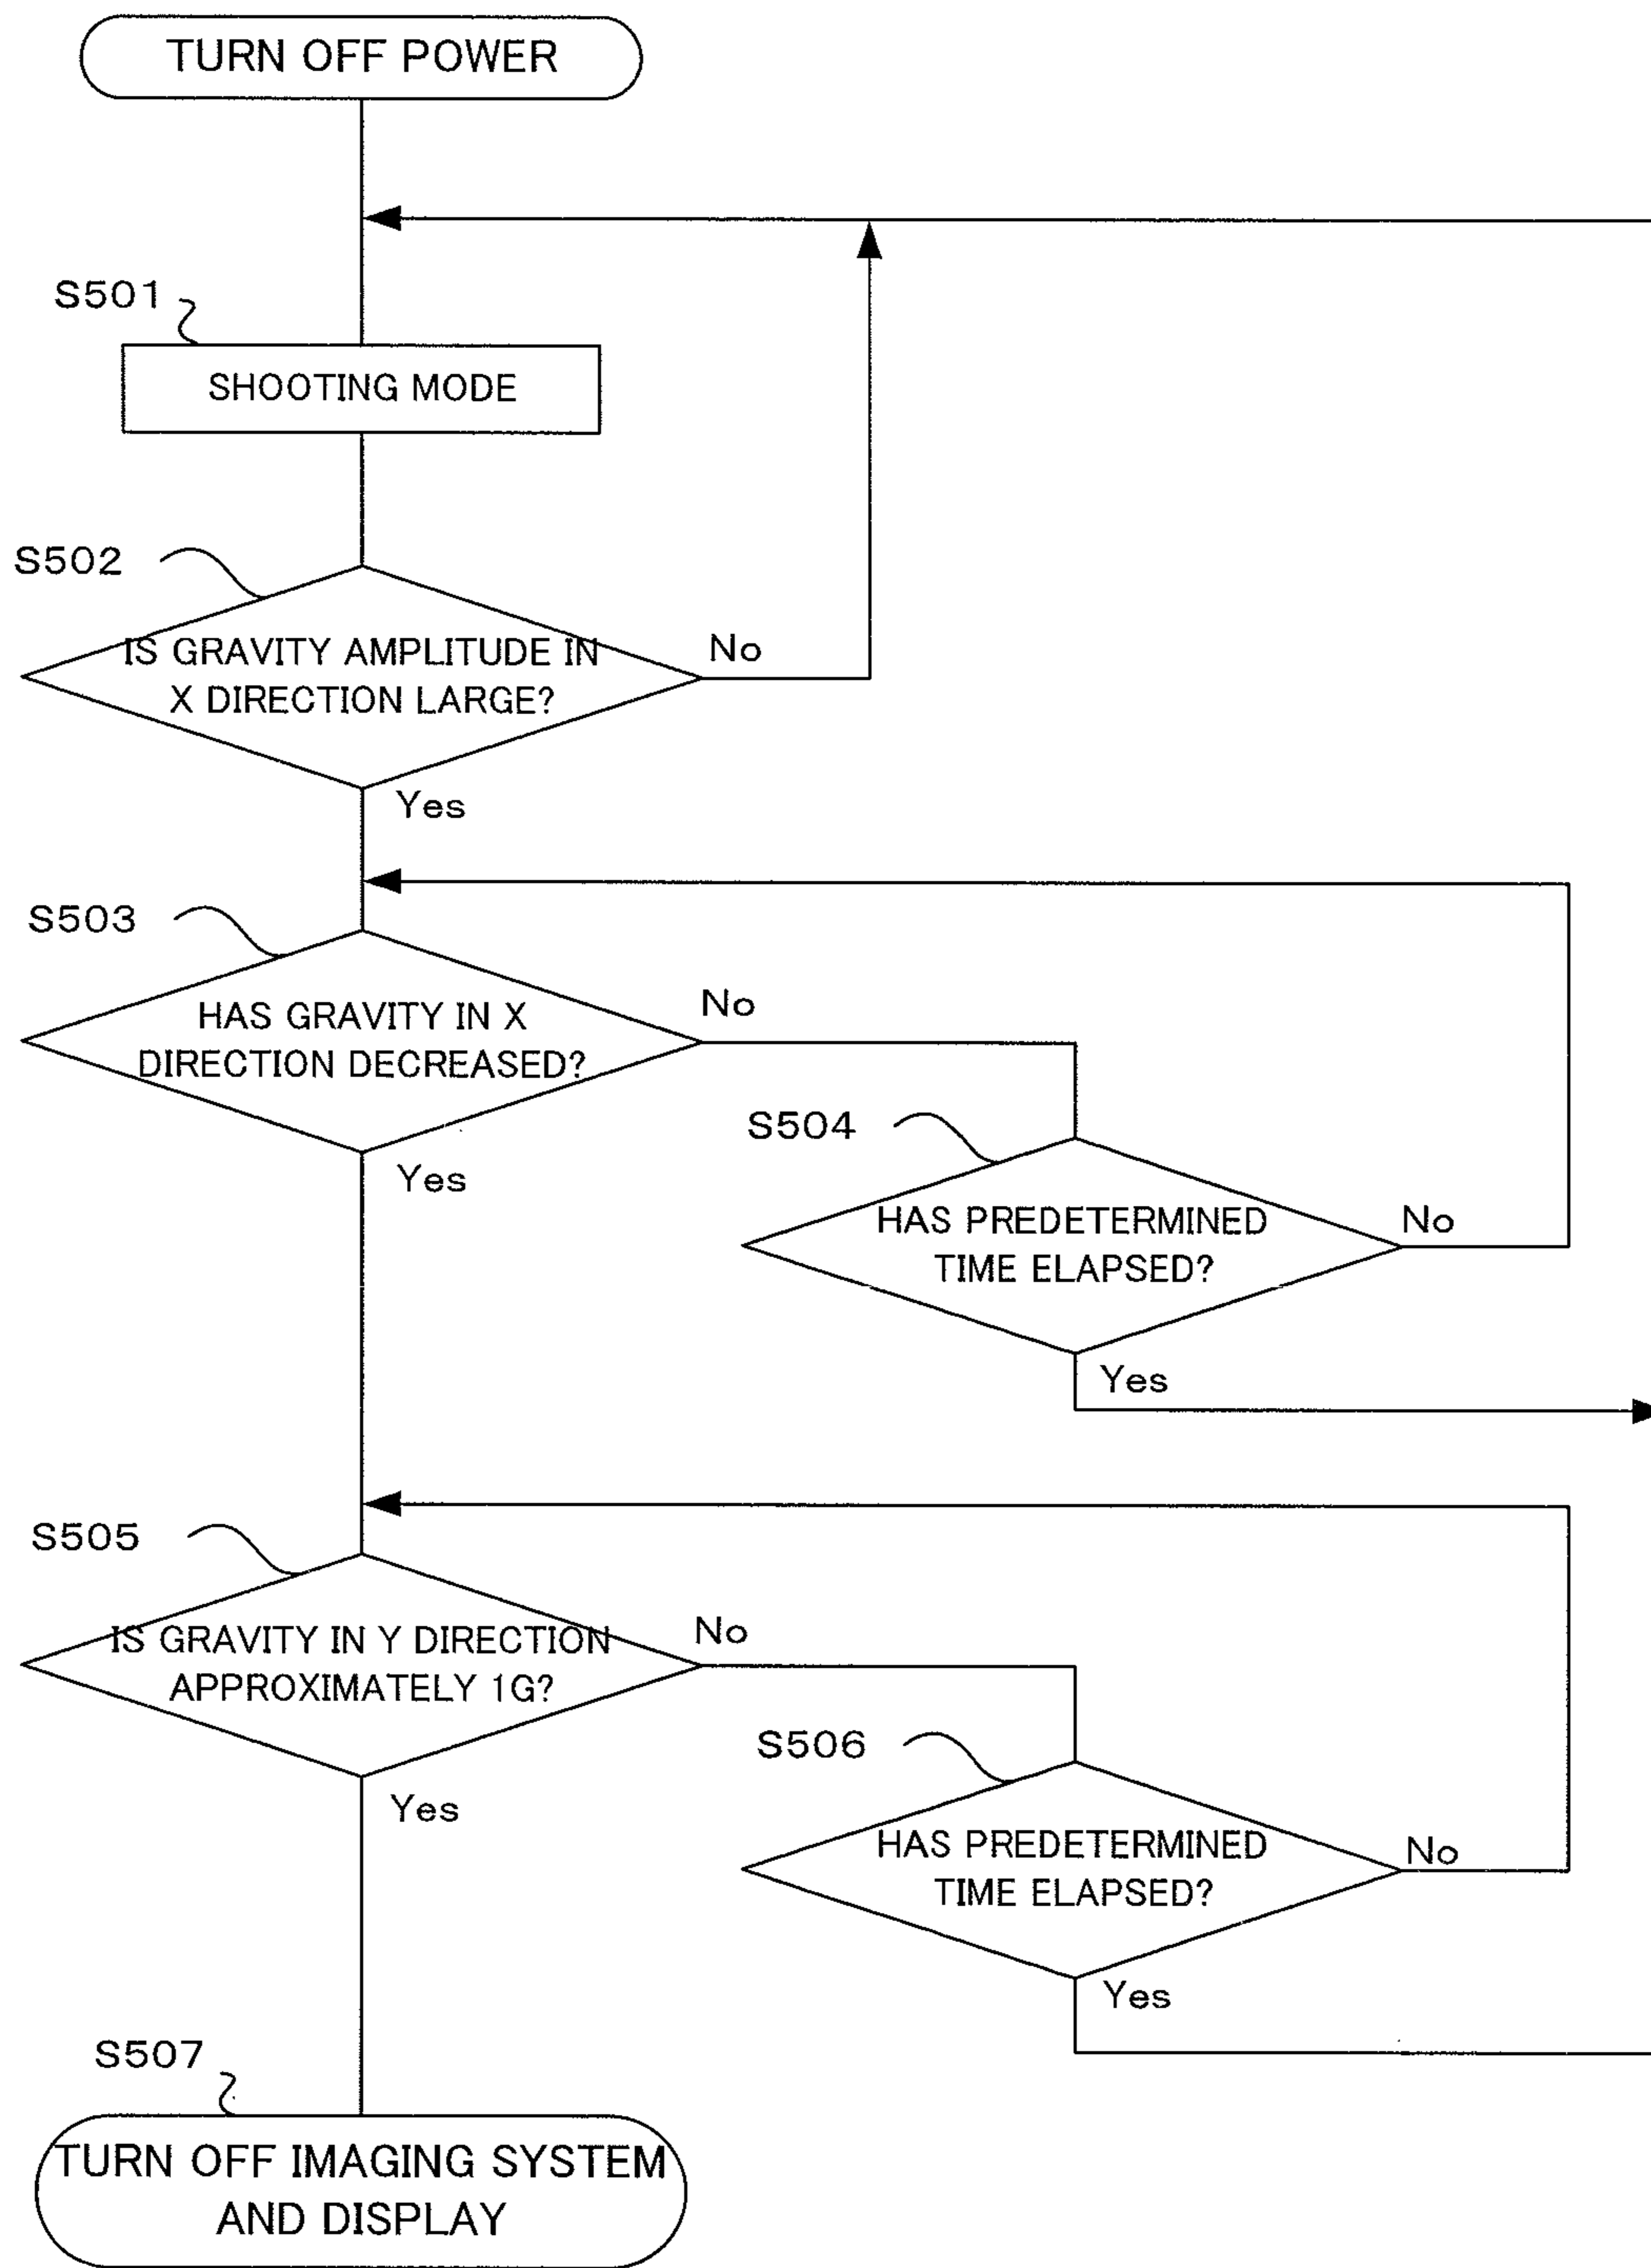 TURN OFF POWER
S501
SHOOTING MODE
S502
IS GRAVITY AMPLITUDE IN
X DIRECTION LARGE?
No
Yes
S503
HAS GRAVITY IN X
DIRECTION DECREASED?
No
Yes
S504
HAS PREDETERMINED
TIME ELAPSED?
No
Yes
S505
IS GRAVITY IN Y DIRECTION
APPROXIMATELY 1G?
No
Yes
S506
HAS PREDETERMINED
TIME ELAPSED?
No
Yes
S507
TURN OFF IMAGING SYSTEM
AND DISPLAY